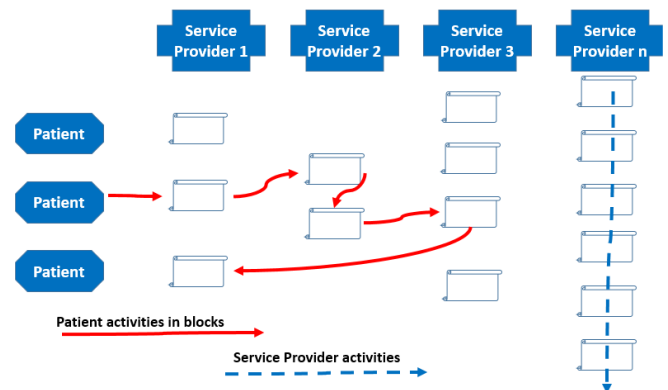 Service
Provider 1
Service
Provider 2
Service
Provider 3
Service
Provider n
Patient
Patient
Patient
Patient activities in blocks
Service Provider activities